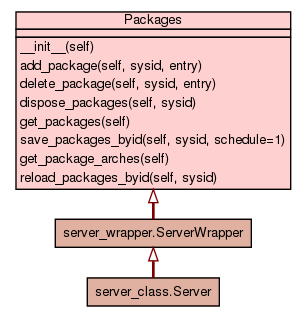 Packages
__init__(self)
add_package(self, sysid, entry)
delete_package(self, sysid, entry)
dispose_packages(self, sysid)
get_packages(self)
save_packages_byid(self, sysid, schedule=1)
get_package_arches(self)
reload_packages_byid(self, sysid)
server_wrapper.ServerWrapper
server_class.Server